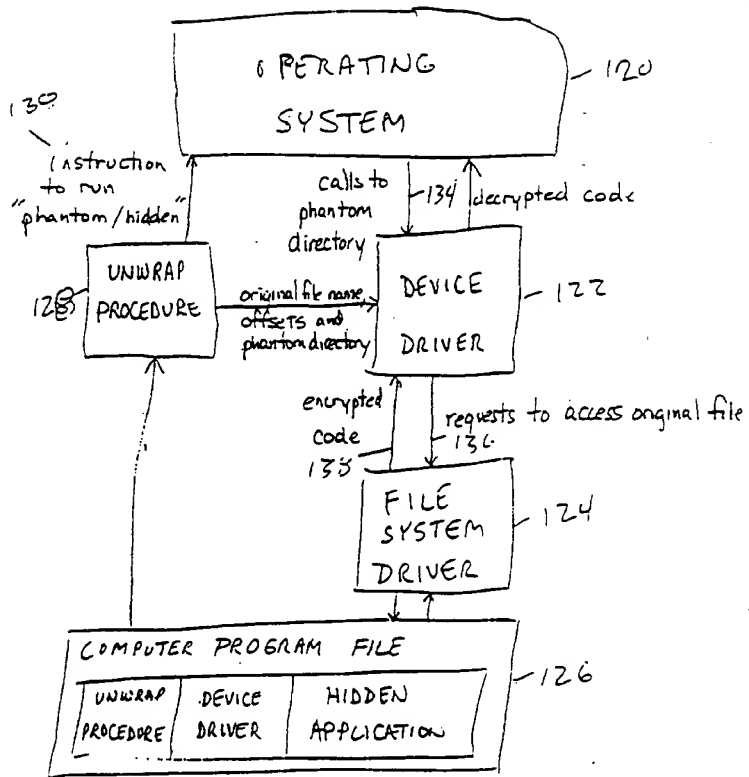 OPERATING
120
SYSTEM
130
instruction
to run
"phantom/hidden"
calls to
phantom
directory
134
decrypted code
UNWRAP
PROCEDURE
128
original file name,
offsets and
phantom directory
DEVICE
DRIVER
122
encrypted
code
138
requests to access original file
136
FILE
SYSTEM
DRIVER
124
COMPUTER PROGRAM FILE
126
UNWRAP
PROCEDURE
DEVICE
DRIVER
HIDDEN
APPLICATION